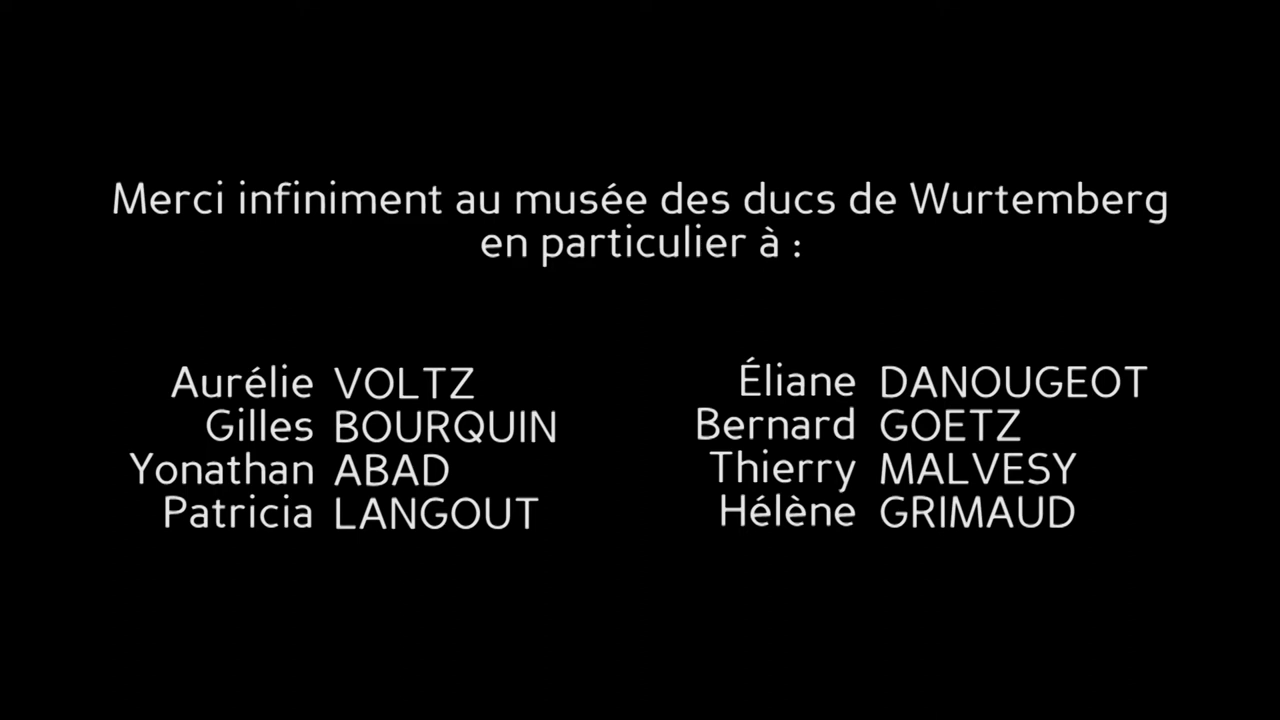 Merci infiniment au musée des ducs de Wurtemberg
en particulier à :
Aurélie VOLTZ
Gilles BOURQUIN
Yonathan ABAD
Patricia LANGOUT
Éliane DANOUGEOT
Bernard GOETZ
Thierry MALVESY
Hélène GRIMAUD